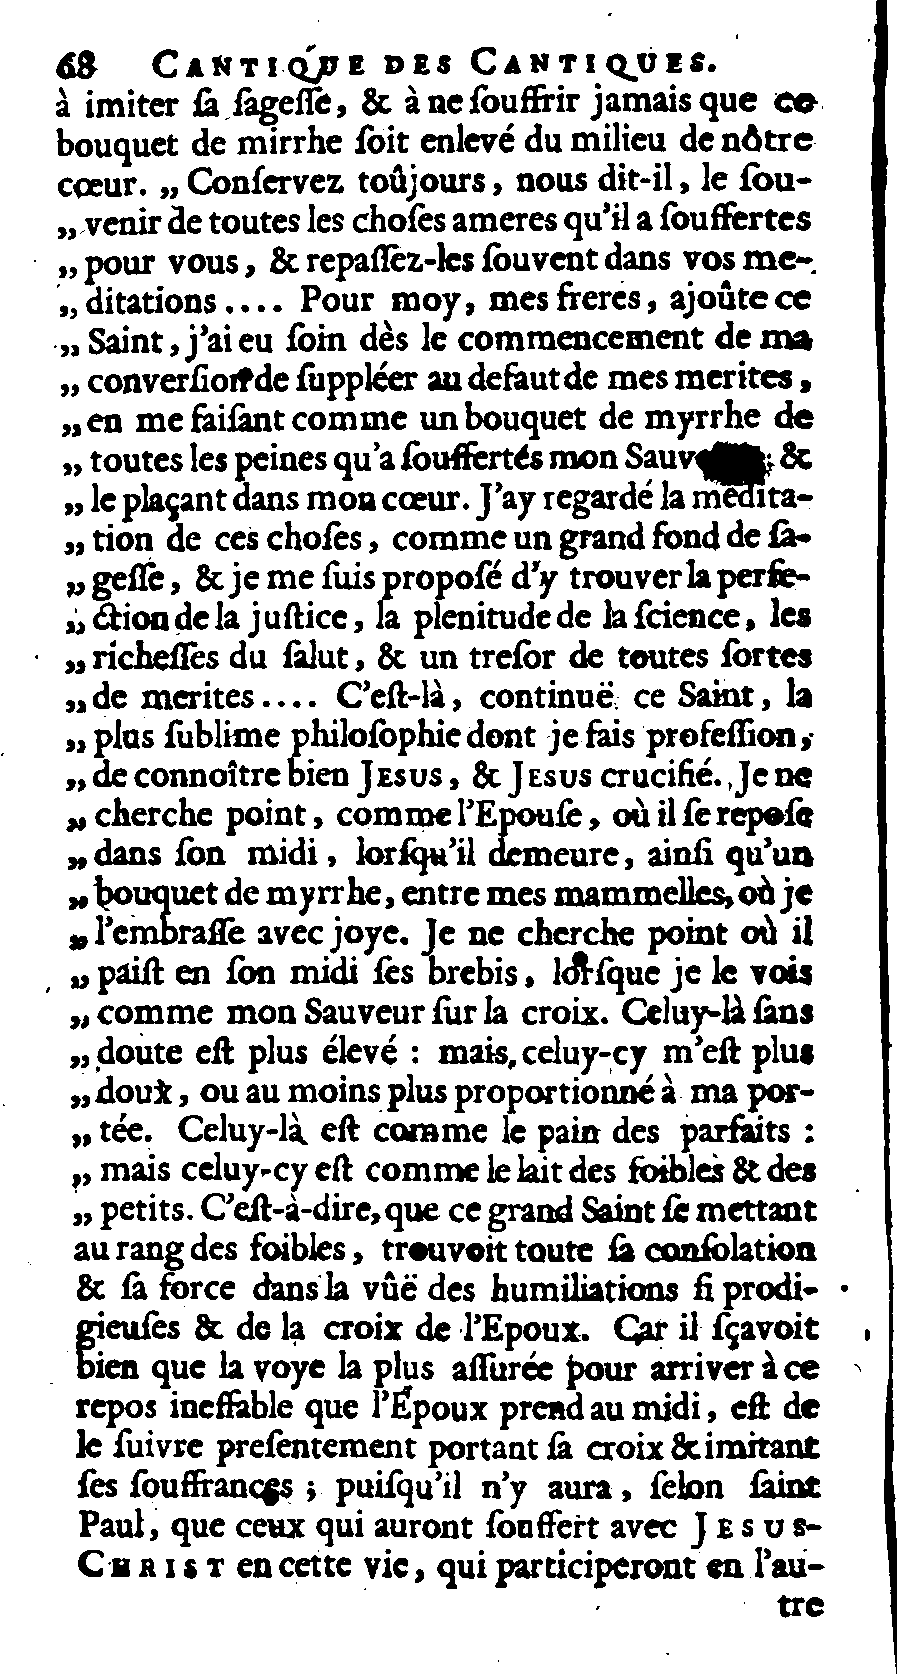 68 CANTIQUE DES CANTIQUES.
à imiter ſa ſageſſe, & à ne ſouffrir jamais que ce
bouquet de mirrhe ſoit enlevé du milieu de nôtre
cœur. „ Conſervez toûjours, nous dit-il, le ſou-
„ venir de toutes les choſes ameres qu'il a ſouffertes
„ pour vous, & repaſſez-les ſouvent dans vos me-
„ ditations .... Pour moy, mes freres, ajoûte ce
„ Saint, j'ai eu ſoin dès le commencement de ma
„ converſion de ſuppléer au defaut de mes merites,
„ en me faiſant comme un bouquet de myrrhe de
„ toutes les peines qu'a ſouffertés mon ; &
„ le plaçant dans mon cœur. J'ay regardé la medita-
„ tion de ces choſes, comme un grand fond de ſa-
„ geſſe, & je me ſuis propoſé d'y trouver la perfe-
„ ction de la juſtice, la plenitude de la ſcience, les
„ richeſſes du ſalut, & un treſor de toutes ſortes
„ de merites .... C'eſt-là, continuë ce Saint, la
„ plus ſublime philoſophie dont je fais profeſſion,
„ de connoître bien JESUS, & JESUS crucifié. Je ne
„ cherche point, comme l'Epouſe, où il ſe repoſe
„ dans ſon midi, lorſqu'il demeure, ainſi qu'un
„ bouquet de myrrhe, entre mes mammelles, où je
„ l'embraſſe avec joye. Je ne cherche point où il
„ paiſt en ſon midi ſes brebis, lorſque je le vois
„ comme mon Sauveur ſur la croix. Celuy-là ſans
„ doute eſt plus élevé : mais, celuy-cy m'eſt plus
„ doux, ou au moins plus proportionné à ma por-
„ tée. Celuy-là eſt comme le pain des parfaits :
„ mais celuy-cy eſt comme le lait des foibles & des
„ petits. C'eſt-à-dire, que ce grand Saint ſe mettant
au rang des foibles, trouvoit toute ſa conſolation
& ſa force dans la vûë des humiliations ſi prodi-
gieuſes & de la croix de l'Epoux. Car il ſçavoit
bien que la voye la plus aſſurée pour arriver à ce
repos ineffable que l'Epoux prend au midi, eſt de
le ſuivre preſentement portant ſa croix & imitant
ſes ſouffrances ; puiſqu'il n'y aura, ſelon ſaint
Paul, que ceux qui auront ſouffert avec JESUS-
CHRIST en cette vie, qui participeront en l'au-
tre